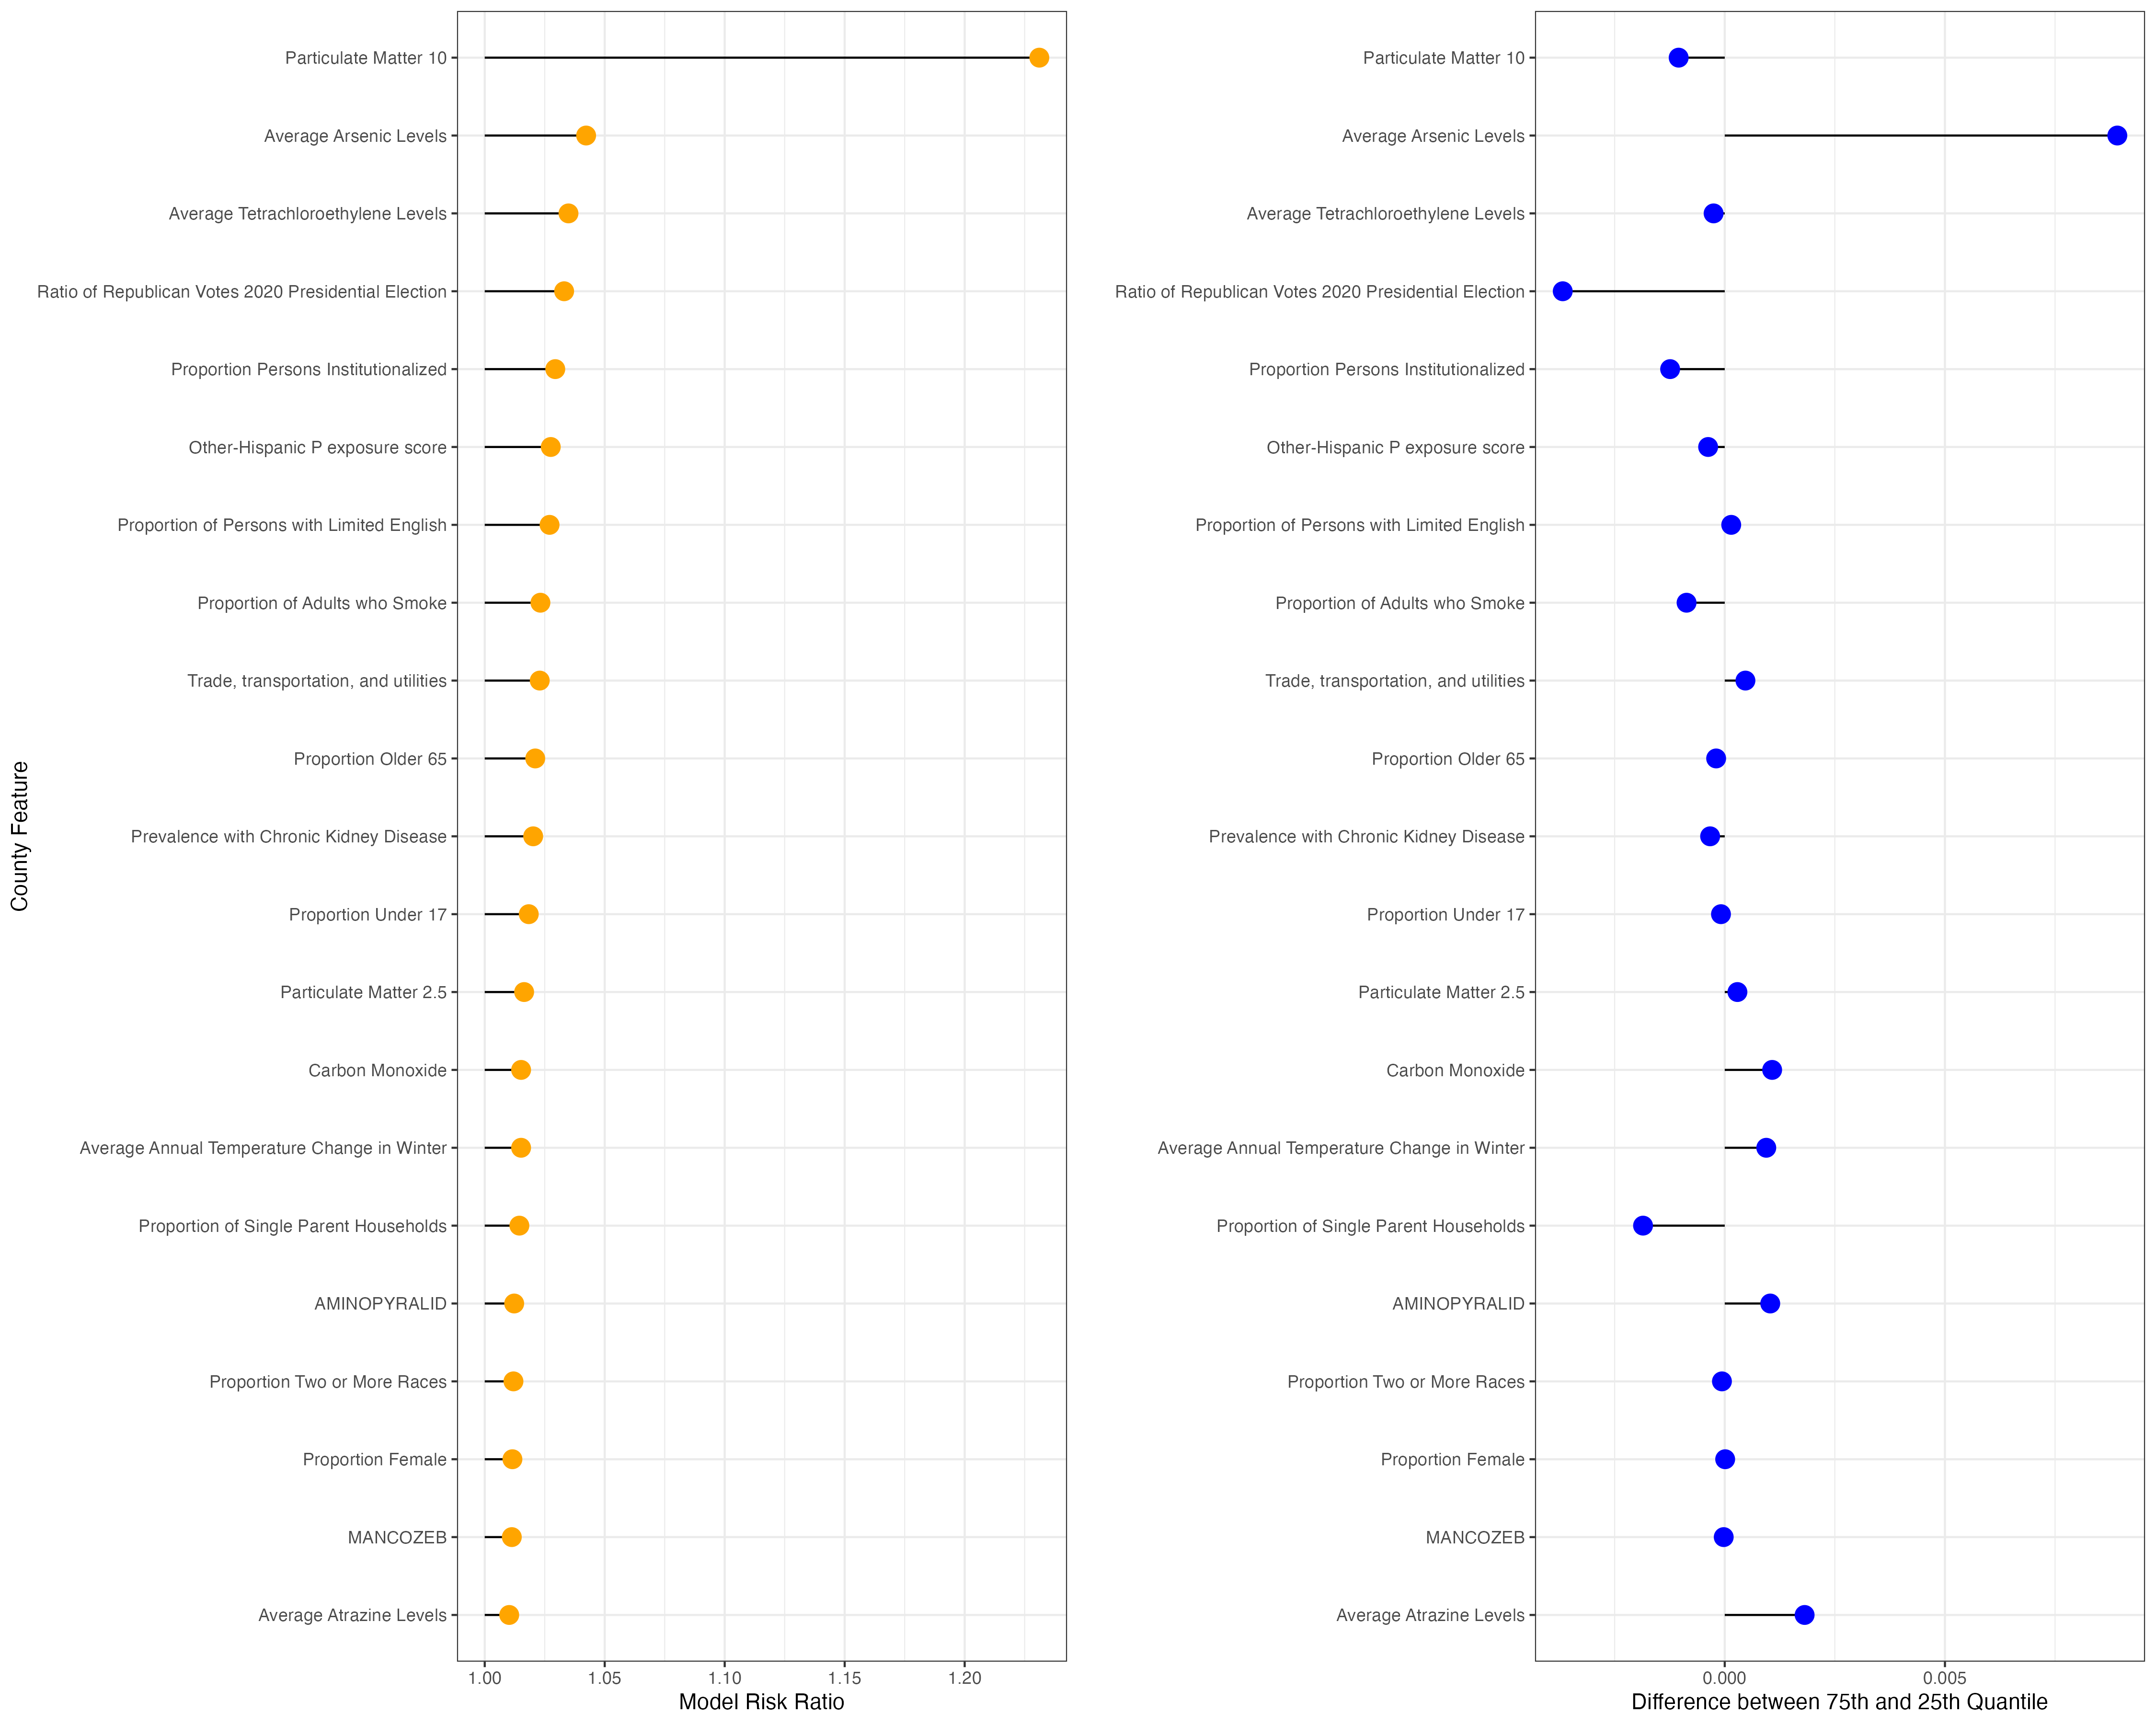 County Feature
Particulate Matter 10
Average Arsenic Levels
Average Tetrachloroethylene Levels
Ratio of Republican Votes 2020 Presidential Election
Proportion Persons Institutionalized
Other-Hispanic P exposure score
Proportion of Persons with Limited English
Proportion of Adults who Smoke
Trade, transportation, and utilities
Proportion Older 65
Prevalence with Chronic Kidney Disease
Proportion Under 17
Particulate Matter 2.5
Carbon Monoxide
Average Annual Temperature Change in Winter
Proportion of Single Parent Households
AMINOPYRALID
Proportion Two or More Races
Proportion Female
MANCOZEB
Average Atrazine Levels
1.00 1.05 1.10 1.15 1.20
Model Risk Ratio
Particulate Matter 10
Average Arsenic Levels
Average Tetrachloroethylene Levels
Ratio of Republican Votes 2020 Presidential Election
Proportion Persons Institutionalized
Other-Hispanic P exposure score
Proportion of Persons with Limited English
Proportion of Adults who Smoke
Trade, transportation, and utilities
Proportion Older 65
Prevalence with Chronic Kidney Disease
Proportion Under 17
Particulate Matter 2.5
Carbon Monoxide
Average Annual Temperature Change in Winter
Proportion of Single Parent Households
AMINOPYRALID
Proportion Two or More Races
Proportion Female
MANCOZEB
Average Atrazine Levels
0.000 0.005
Difference between 75th and 25th Quantile